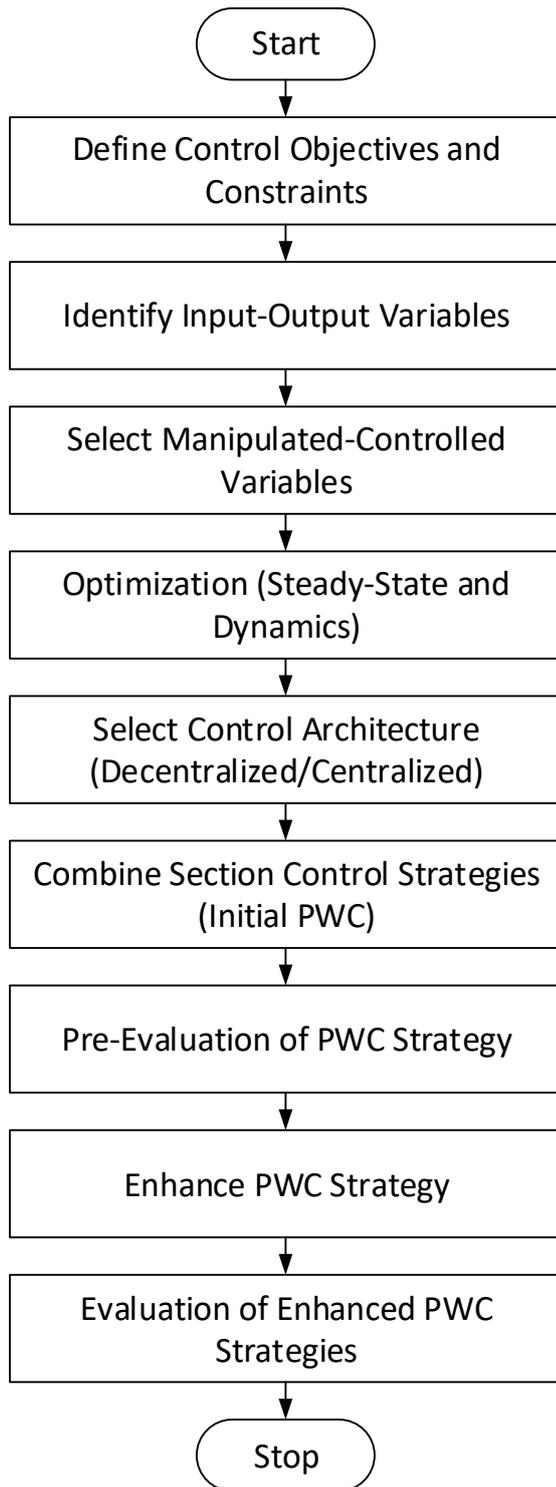 Start
Define Control Objectives and
Constraints
Identify Input-Output Variables
Select Manipulated-Controlled
Variables
Optimization (Steady-State and
Dynamics)
Select Control Architecture
(Decentralized/Centralized)
Combine Section Control Strategies
(Initial PWC)
Pre-Evaluation of PWC Strategy
Enhance PWC Strategy
Evaluation of Enhanced PWC
Strategies
Stop